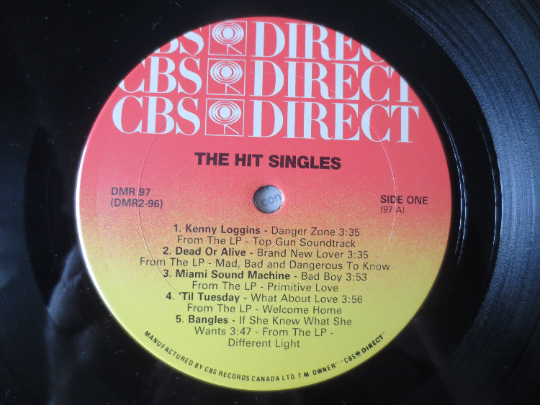 CBS DIRECT
CBS DIRECT
CBS DIRECT
THE HIT SINGLES
DMR 97
(DMR2-96)
SIDE ONE
(97 A)
.com
1. Kenny Loggins - Danger Zone 3:35
From The LP - Top Gun Soundtrack
2. Dead Or Alive - Brand New Lover 3:35
From The LP - Mad, Bad and Dangerous To Know
3. Miami Sound Machine - Bad Boy 3:53
From The LP - Primitive Love
4. 'Til Tuesday - What About Love 3:56
From The LP - Welcome Home
5. Bangles - If She Knew What She
Wants 3:47 - From The LP -
Different Light
MANUFACTURED BY CBS RECORDS CANADA LTD. T.M. OWNER" "CBS DIRECT"